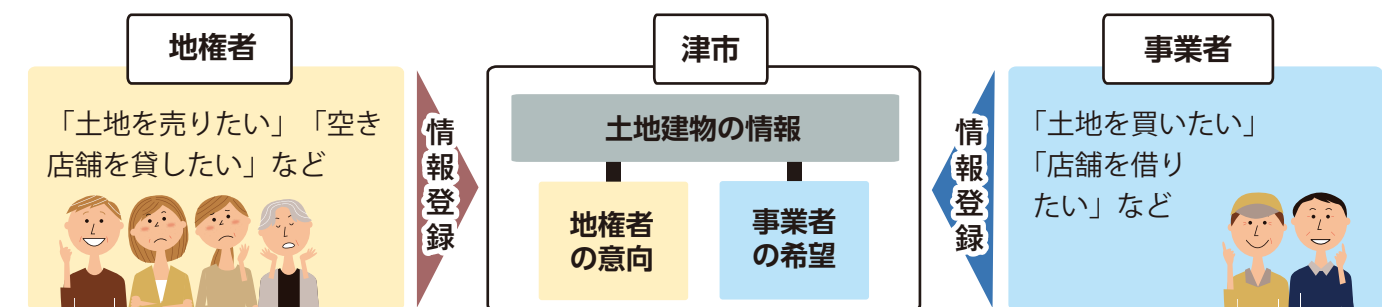 地権者
「土地を売りたい」「空き
店舗を貸したい」など
情報登録
津市
土地建物の情報
地権者
の意向
事業者
の希望
情報登録
事業者
「土地を買いたい」
「店舗を借り
たい」など